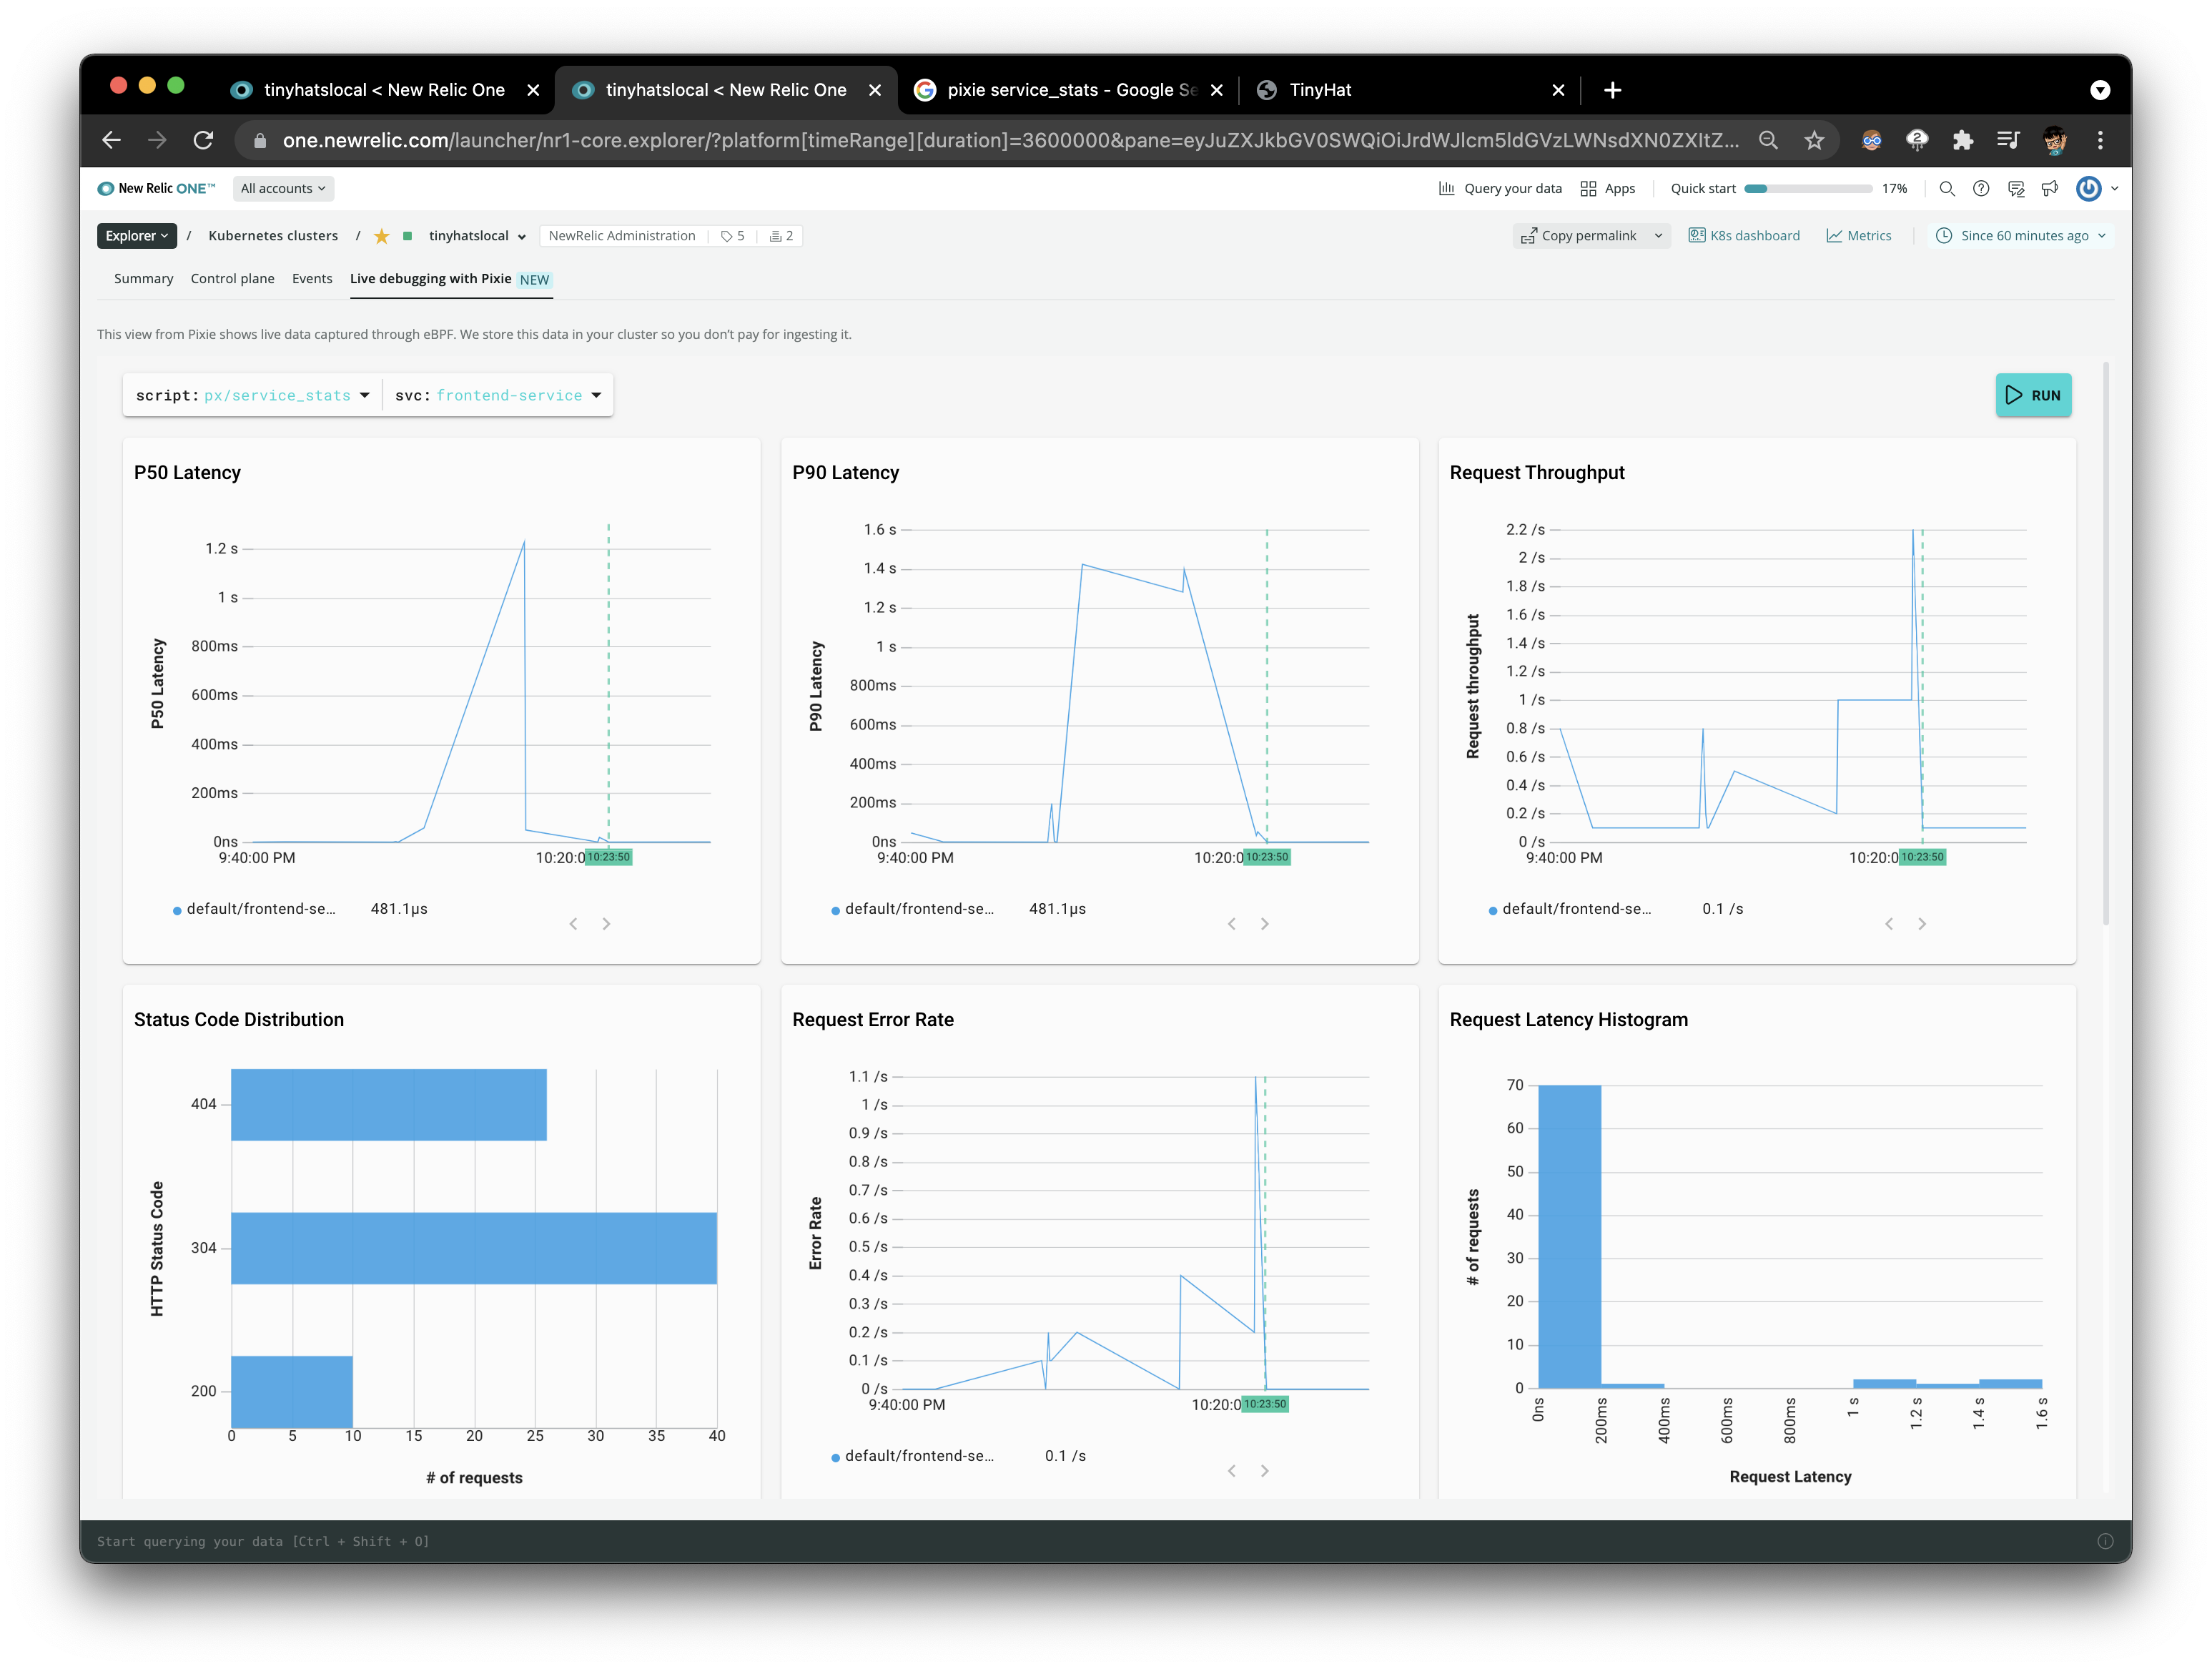 tinyhatslocal < New Relic One
tinyhatslocal < New Relic One
pixie service_stats - Google Se
TinyHat
one.newrelic.com/launcher/nr1-core.explorer/?platform[timeRange][duration]=3600000&pane=eyJuZXJkbGV0SWQiOiJrdWJlcm5ldGVzLWNsdXN0ZXItZ...
2
New Relic ONE™
All accounts
Query your data
Apps
Quick start
17%
Explorer
/
Kubernetes clusters
/
tinyhatslocal
NewRelic Administration
5
2
Copy permalink
K8s dashboard
Metrics
Since 60 minutes ago
Summary
Control plane
Events
Live debugging with Pixie
NEW
This view from Pixie shows live data captured through eBPF. We store this data in your cluster so you don't pay for ingesting it.
script: px/service_stats
svc: frontend-service
RUN
P50 Latency
P50 Latency
1.2 s
1 s
800ms
600ms
400ms
200ms
0ns
9:40:00 PM
10:20:0
10:23:50
default/frontend-se...
481.1µs
P90 Latency
P90 Latency
1.6 s
1.4 s
1.2 s
1 s
800ms
600ms
400ms
200ms
0ns
9:40:00 PM
10:20:0
10:23:50
default/frontend-se...
481.1µs
Request Throughput
Request throughput
2.2 /s
2 /s
1.8 /s
1.6 /s
1.4 /s
1.2 /s
1 /s
0.8 /s
0.6 /s
0.4 /s
0.2 /s
0 /s
9:40:00 PM
10:20:0
10:23:50
default/frontend-se...
0.1 /s
Status Code Distribution
HTTP Status Code
404
304
200
0
5
10
15
20
25
30
35
40
# of requests
Request Error Rate
Error Rate
1.1 /s
1 /s
0.9 /s
0.8 /s
0.7 /s
0.6 /s
0.5 /s
0.4 /s
0.3 /s
0.2 /s
0.1 /s
0 /s
9:40:00 PM
10:20:0
10:23:50
default/frontend-se...
0.1 /s
Request Latency Histogram
# of requests
70
60
50
40
30
20
10
0
0ns
200ms
400ms
600ms
800ms
1 s
1.2 s
1.4 s
1.6 s
Request Latency
Start querying your data [Ctrl + Shift + O]